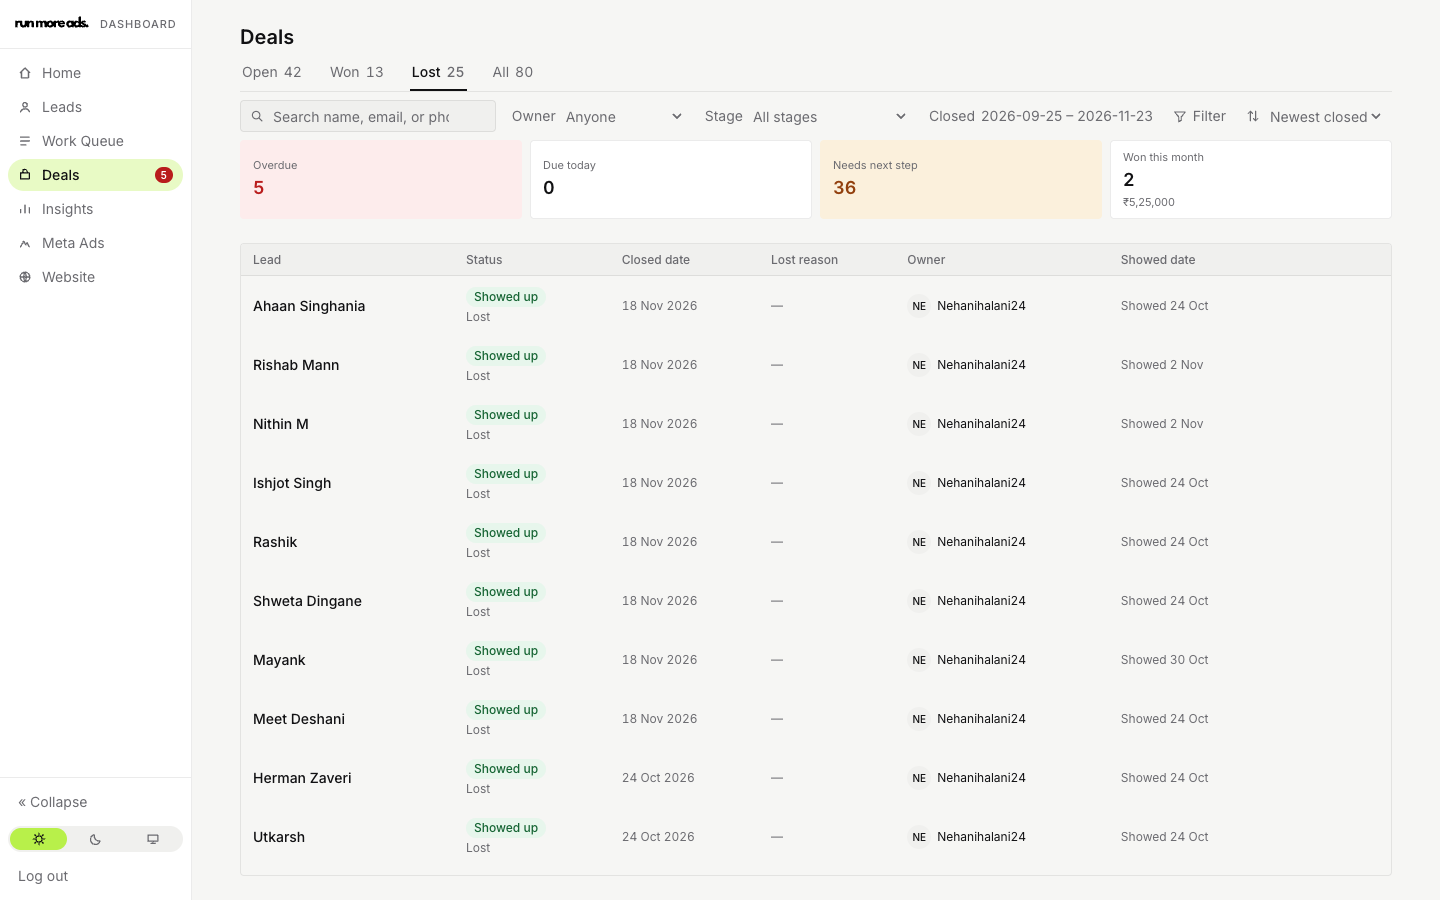 run more ads. DASHBOARD
Home
Leads
Work Queue
Deals 5
Insights
Meta Ads
Website
« Collapse
Log out
Deals
Open 42 Won 13 Lost 25 All 80
Search name, email, or pho Owner Anyone Stage All stages Closed 2026-09-25 – 2026-11-23 Filter Newest closed
Overdue
5
Due today
0
Needs next step
36
Won this month
2
₹5,25,000
Lead Status Closed date Lost reason Owner Showed date
Ahaan Singhania Showed up Lost 18 Nov 2026 — NE Nehanihalani24 Showed 24 Oct
Rishab Mann Showed up Lost 18 Nov 2026 — NE Nehanihalani24 Showed 2 Nov
Nithin M Showed up Lost 18 Nov 2026 — NE Nehanihalani24 Showed 2 Nov
Ishjot Singh Showed up Lost 18 Nov 2026 — NE Nehanihalani24 Showed 24 Oct
Rashik Showed up Lost 18 Nov 2026 — NE Nehanihalani24 Showed 24 Oct
Shweta Dingane Showed up Lost 18 Nov 2026 — NE Nehanihalani24 Showed 24 Oct
Mayank Showed up Lost 18 Nov 2026 — NE Nehanihalani24 Showed 30 Oct
Meet Deshani Showed up Lost 18 Nov 2026 — NE Nehanihalani24 Showed 24 Oct
Herman Zaveri Showed up Lost 24 Oct 2026 — NE Nehanihalani24 Showed 24 Oct
Utkarsh Showed up Lost 24 Oct 2026 — NE Nehanihalani24 Showed 24 Oct